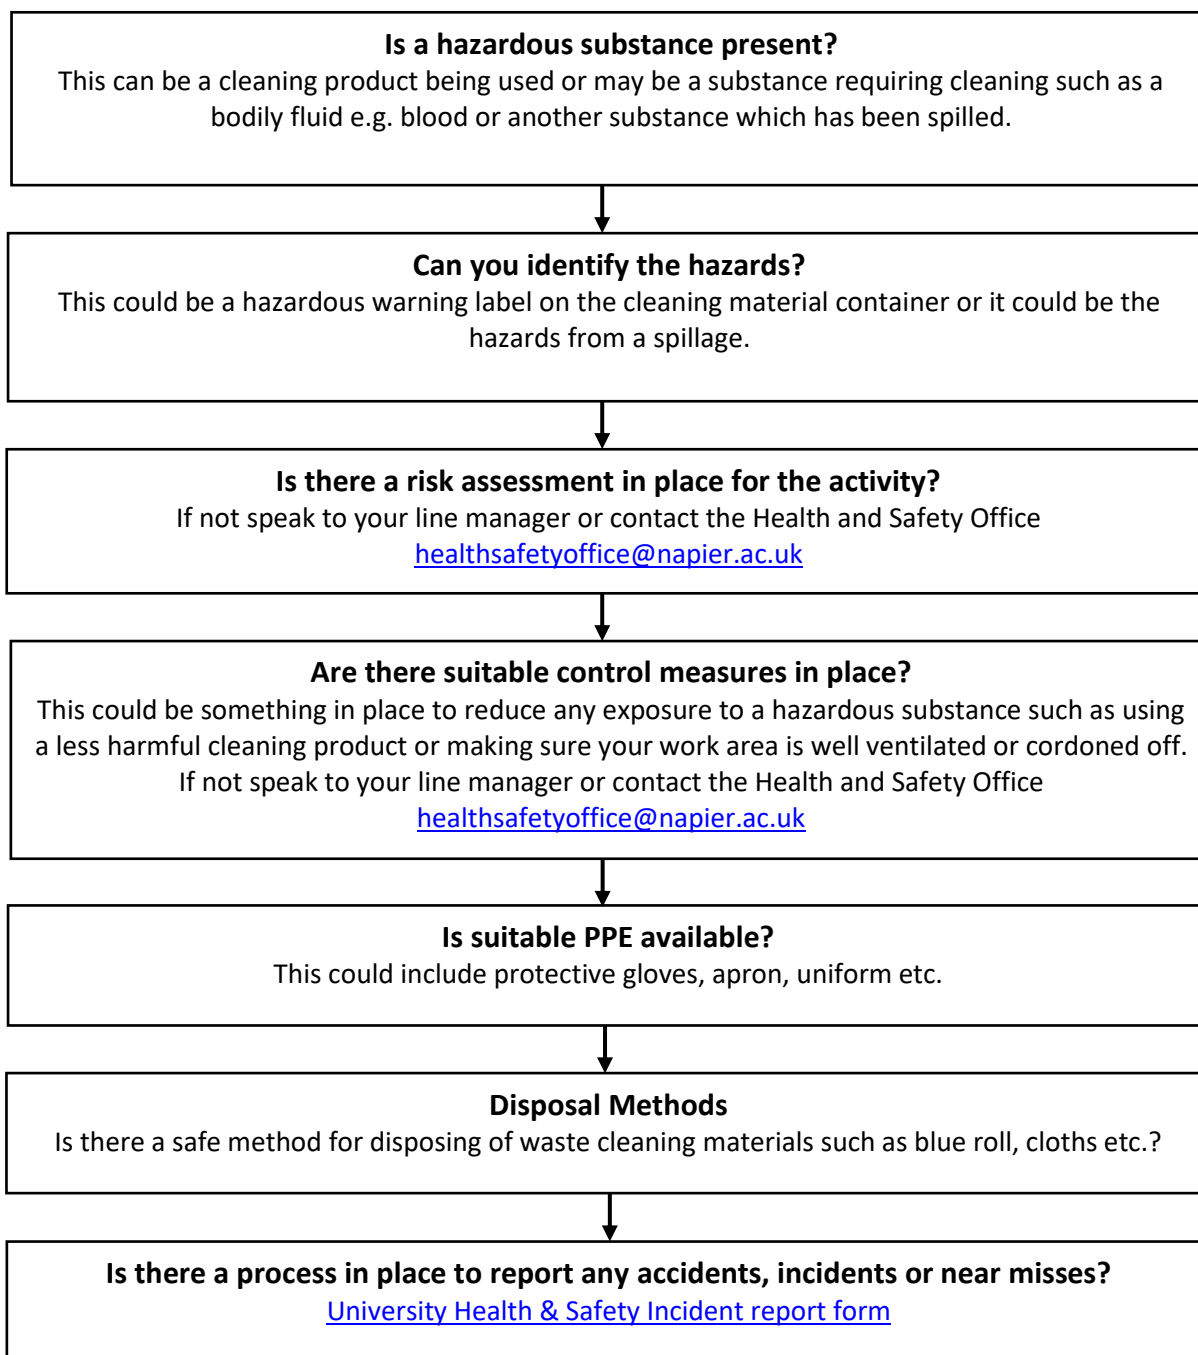 Is a hazardous substance present?
This can be a cleaning product being used or may be a substance requiring cleaning such as a
bodily fluid e.g. blood or another substance which has been spilled.
Can you identify the hazards?
This could be a hazardous warning label on the cleaning material container or it could be the
hazards from a spillage.
Is there a risk assessment in place for the activity?
If not speak to your line manager or contact the Health and Safety Office
healthsafetyoffice@napier.ac.uk
Are there suitable control measures in place?
This could be something in place to reduce any exposure to a hazardous substance such as using
a less harmful cleaning product or making sure your work area is well ventilated or cordoned off.
If not speak to your line manager or contact the Health and Safety Office
healthsafetyoffice@napier.ac.uk
Is suitable PPE available?
This could include protective gloves, apron, uniform etc.
Disposal Methods
Is there a safe method for disposing of waste cleaning materials such as blue roll, cloths etc.?
Is there a process in place to report any accidents, incidents or near misses?
University Health & Safety Incident report form